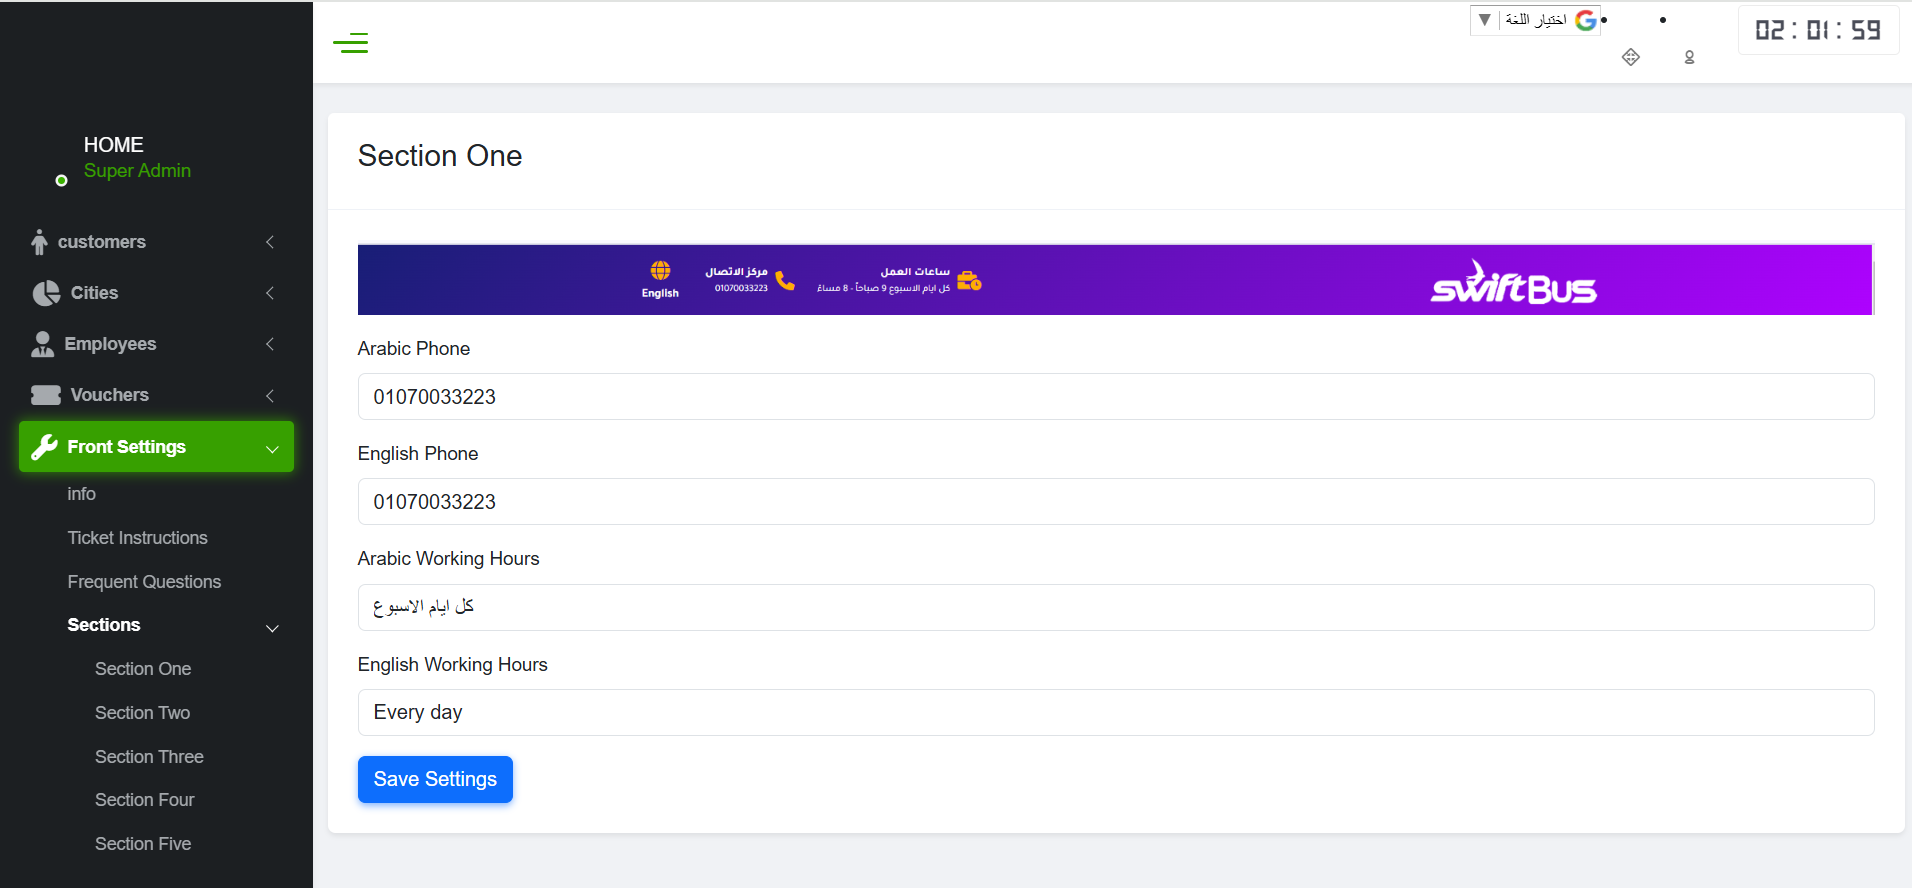 اختيار اللغة
02:01:59
HOME
Super Admin
customers
Cities
Employees
Vouchers
Front Settings
info
Ticket Instructions
Frequent Questions
Sections
Section One
Section Two
Section Three
Section Four
Section Five
Section One
swiftBus
ساعات العمل
كل ايام الاسبوع 9 صباحاً - 8 مساءً
مركز الاتصال
01070033223
English
Arabic Phone
01070033223
English Phone
01070033223
Arabic Working Hours
كل ايام الاسبوع
English Working Hours
Every day
Save Settings